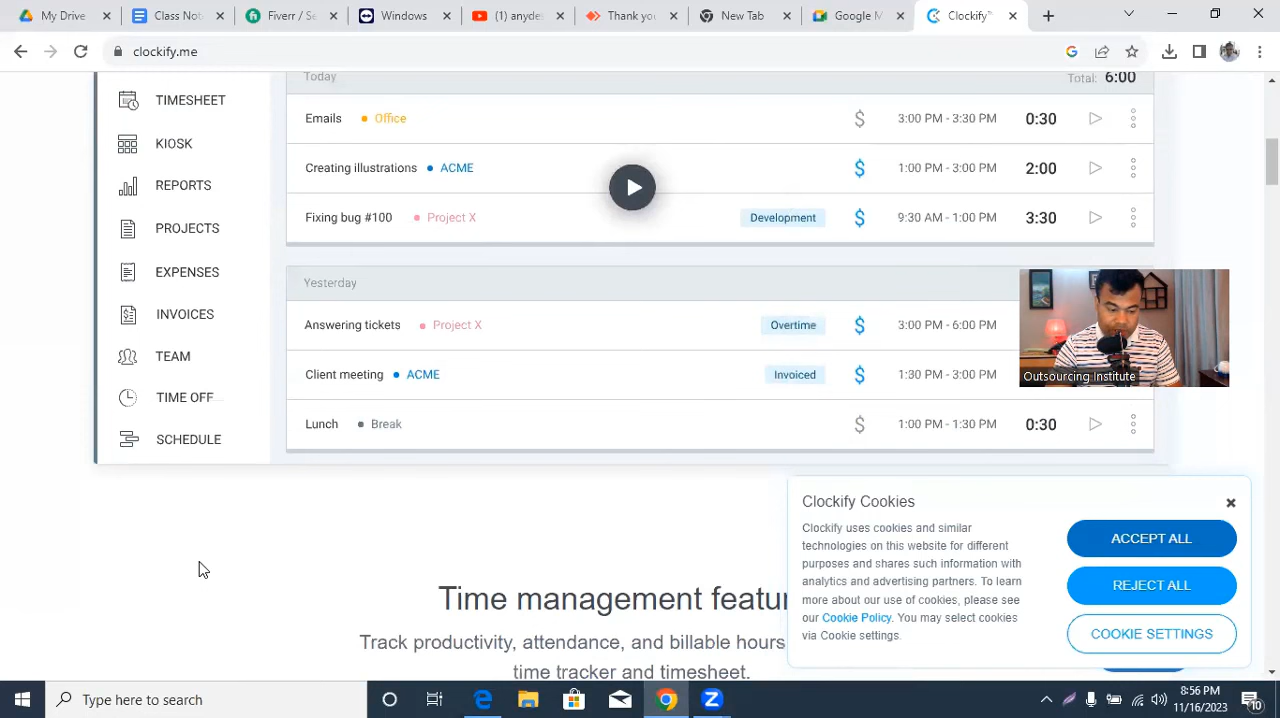 My Drive
Class Not
Fiverr / Se
Windows
(1) anyde
Thank you
New Tab
Google M
Clockify™
clockify.me
Today
Total: 6:00
TIMESHEET
Emails Office 3:00 PM - 3:30 PM 0:30
KIOSK
Creating illustrations ACME $ 1:00 PM - 3:00 PM 2:00
REPORTS
Fixing bug #100 Project X Development $ 9:30 AM - 1:00 PM 3:30
PROJECTS
EXPENSES
Yesterday
INVOICES
Answering tickets Project X Overtime $ 3:00 PM - 6:00 PM
TEAM
Client meeting ACME Invoiced $ 1:30 PM - 3:00 PM
Outsourcing Institute
TIME OFF
Lunch Break $ 1:00 PM - 1:30 PM 0:30
SCHEDULE
Clockify Cookies
Clockify uses cookies and similar
technologies on this website for different
purposes and shares such information with
analytics and advertising partners. To learn
more about our use of cookies, please see
our Cookie Policy. You may select cookies
via Cookie settings.
ACCEPT ALL
REJECT ALL
COOKIE SETTINGS
Time management featur
Track productivity, attendance, and billable hours
time tracker and timesheet.
Type here to search
8:56 PM
11/16/2023
10